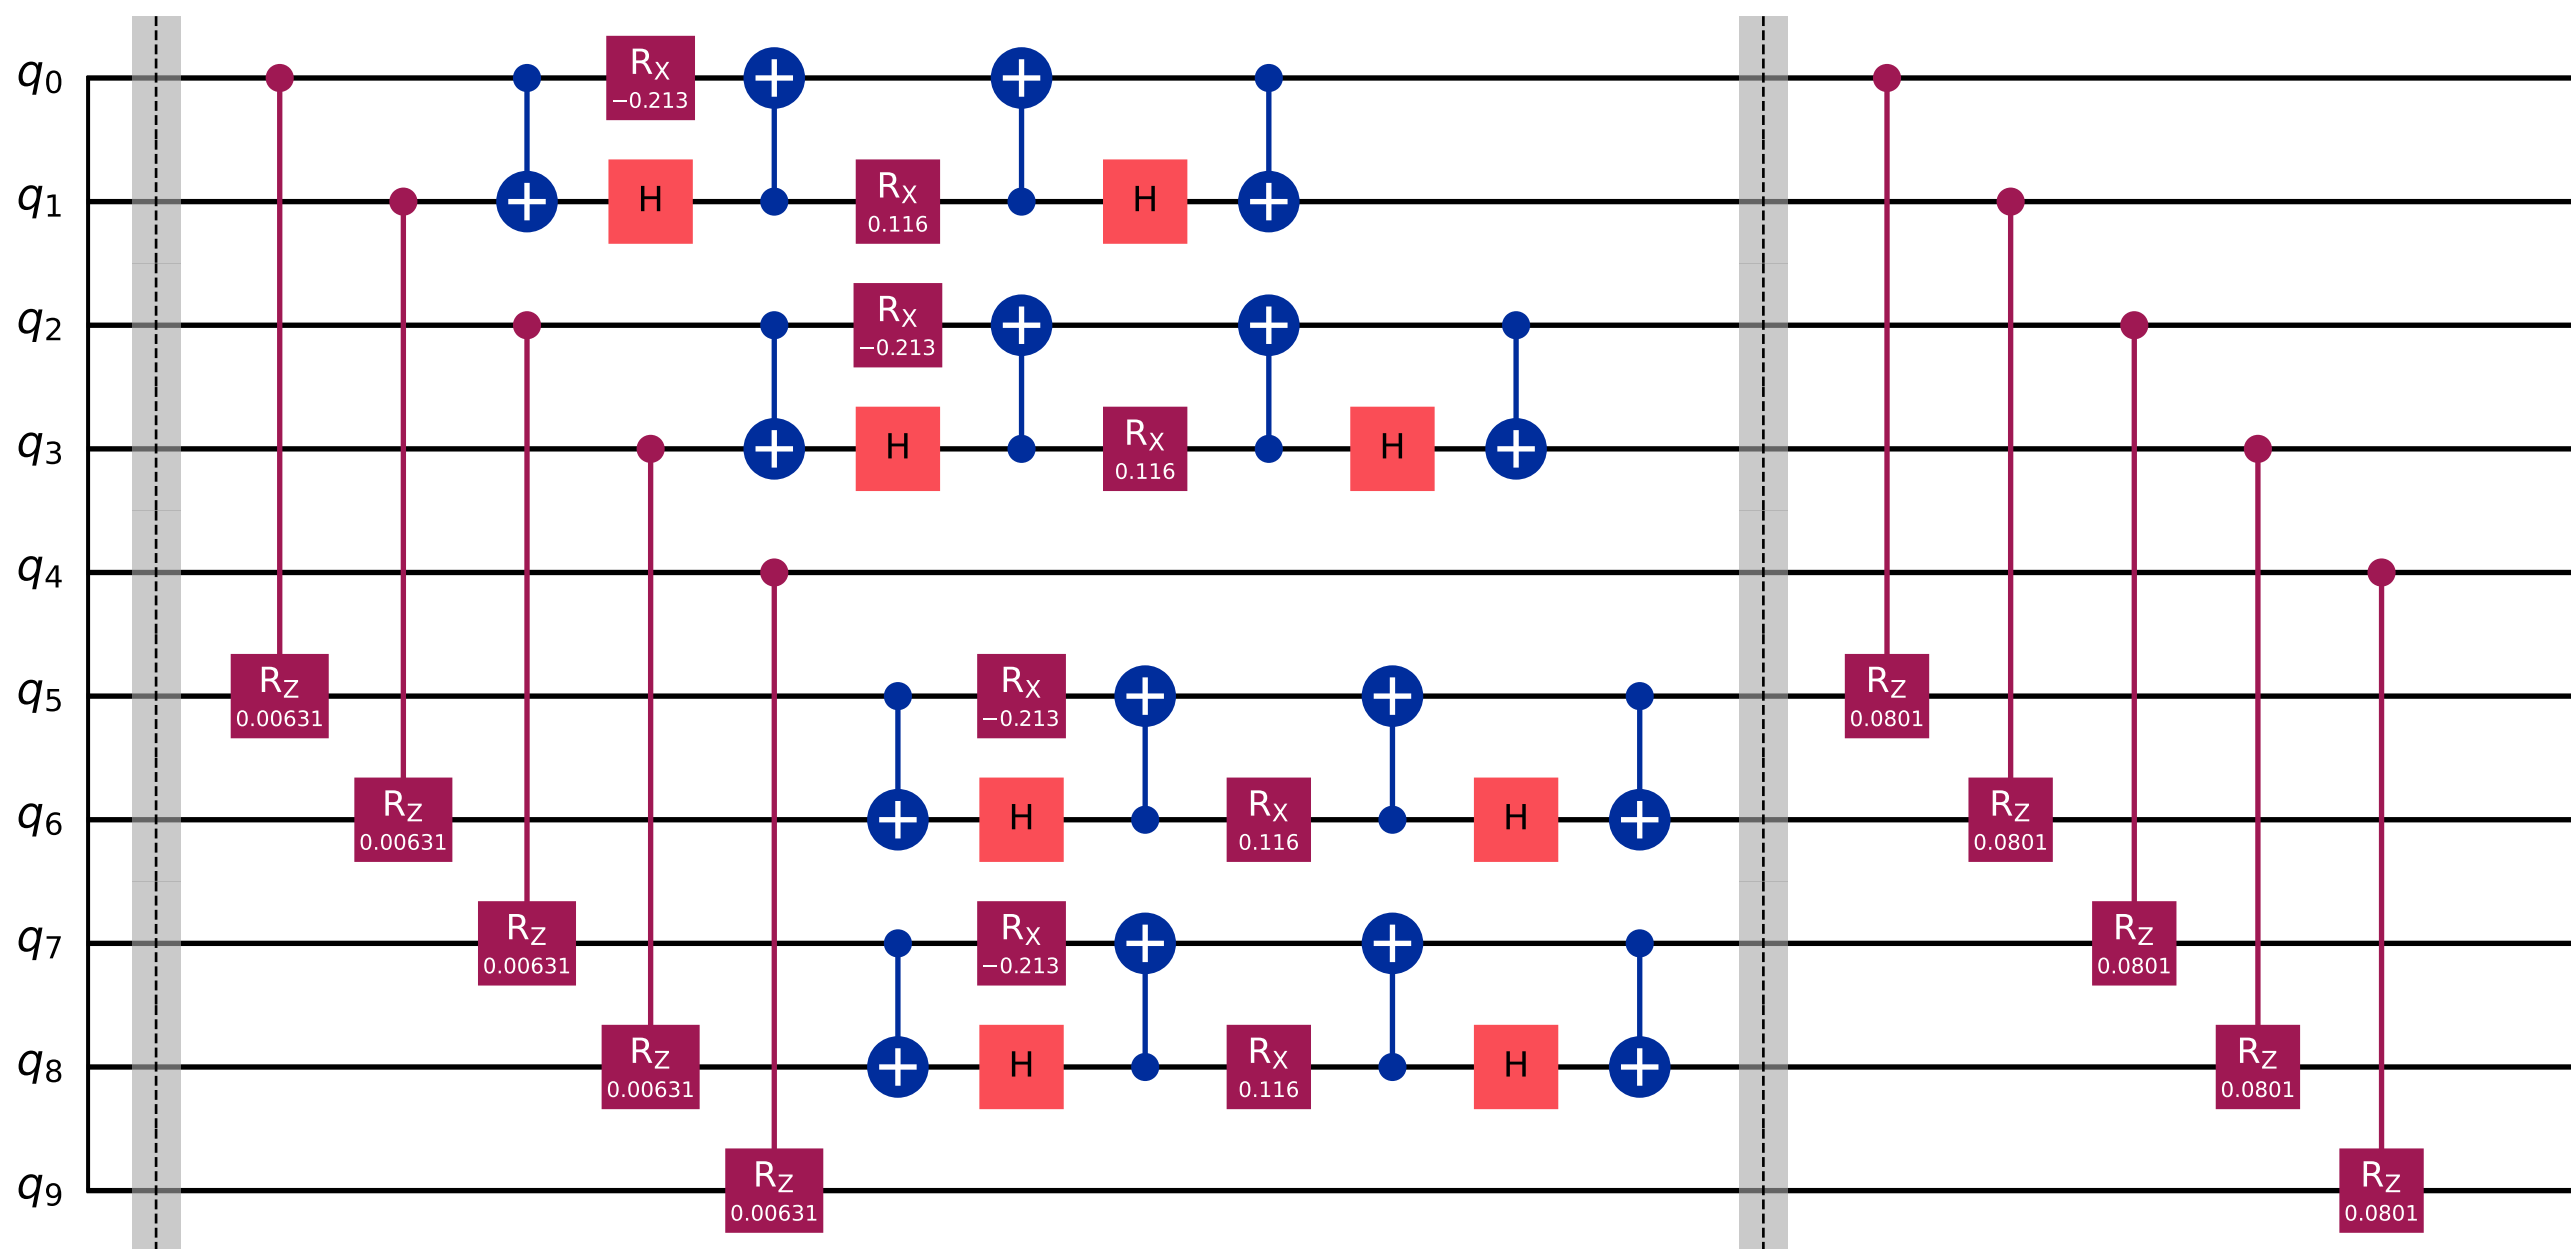 q0
RX
−0.213
q1
H
RX
0.116
H
q2
RX
−0.213
q3
H
RX
0.116
H
q4
q5
RZ
0.00631
RX
−0.213
RZ
0.0801
q6
RZ
0.00631
H
RX
0.116
H
RZ
0.0801
q7
RZ
0.00631
RX
−0.213
RZ
0.0801
q8
RZ
0.00631
H
RX
0.116
H
RZ
0.0801
q9
RZ
0.00631
RZ
0.0801